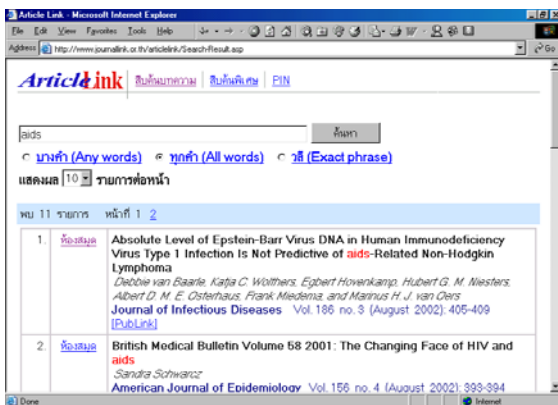 Article Link - Microsoft Internet Explorer
File Edit View Favorites Tools Help
Address http://www.journallink.or.th/articlelink/Search-Result.asp Go
ArticleLink สืบค้นบทความ | สืบค้นพิเศษ | PIN
aids ค้นหา
บางคำ (Any words) ทุกคำ (All words) วลี (Exact phrase)
แสดงผล 10 รายการต่อหน้า
พบ 11 รายการ หน้าที่ 1 2
1. ห้องสมุด Absolute Level of Epstein-Barr Virus DNA in Human Immunodeficiency
Virus Type 1 Infection Is Not Predictive of aids-Related Non-Hodgkin
Lymphoma
Debbie van Baarle, Katja C. Wolthers, Egbert Hovenkamp, Hubert G. M. Niesters,
Albert D. M. E. Osterhaus, Frank Miedema, and Marinus H. J. van Oers
Journal of Infectious Diseases Vol. 186 no. 3 (August 2002): 405-409
[PubLink]
2. ห้องสมุด British Medical Bulletin Volume 58 2001: The Changing Face of HIV and
aids
Sandra Schwarcz
American Journal of Epidemiology Vol. 156 no. 4 (August 2002): 393-394
Done Internet